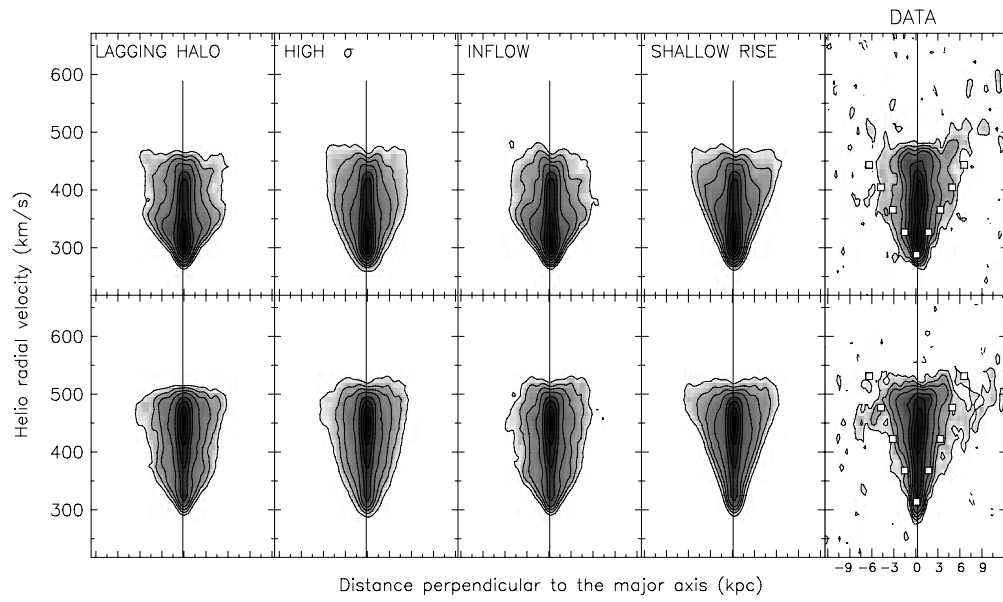 DATA
LAGGING HALO
HIGH σ
INFLOW
SHALLOW RISE
600
500
400
300
600
500
400
300
Helio radial velocity (km/s)
-9 -6 -3 0 3 6 9
Distance perpendicular to the major axis (kpc)